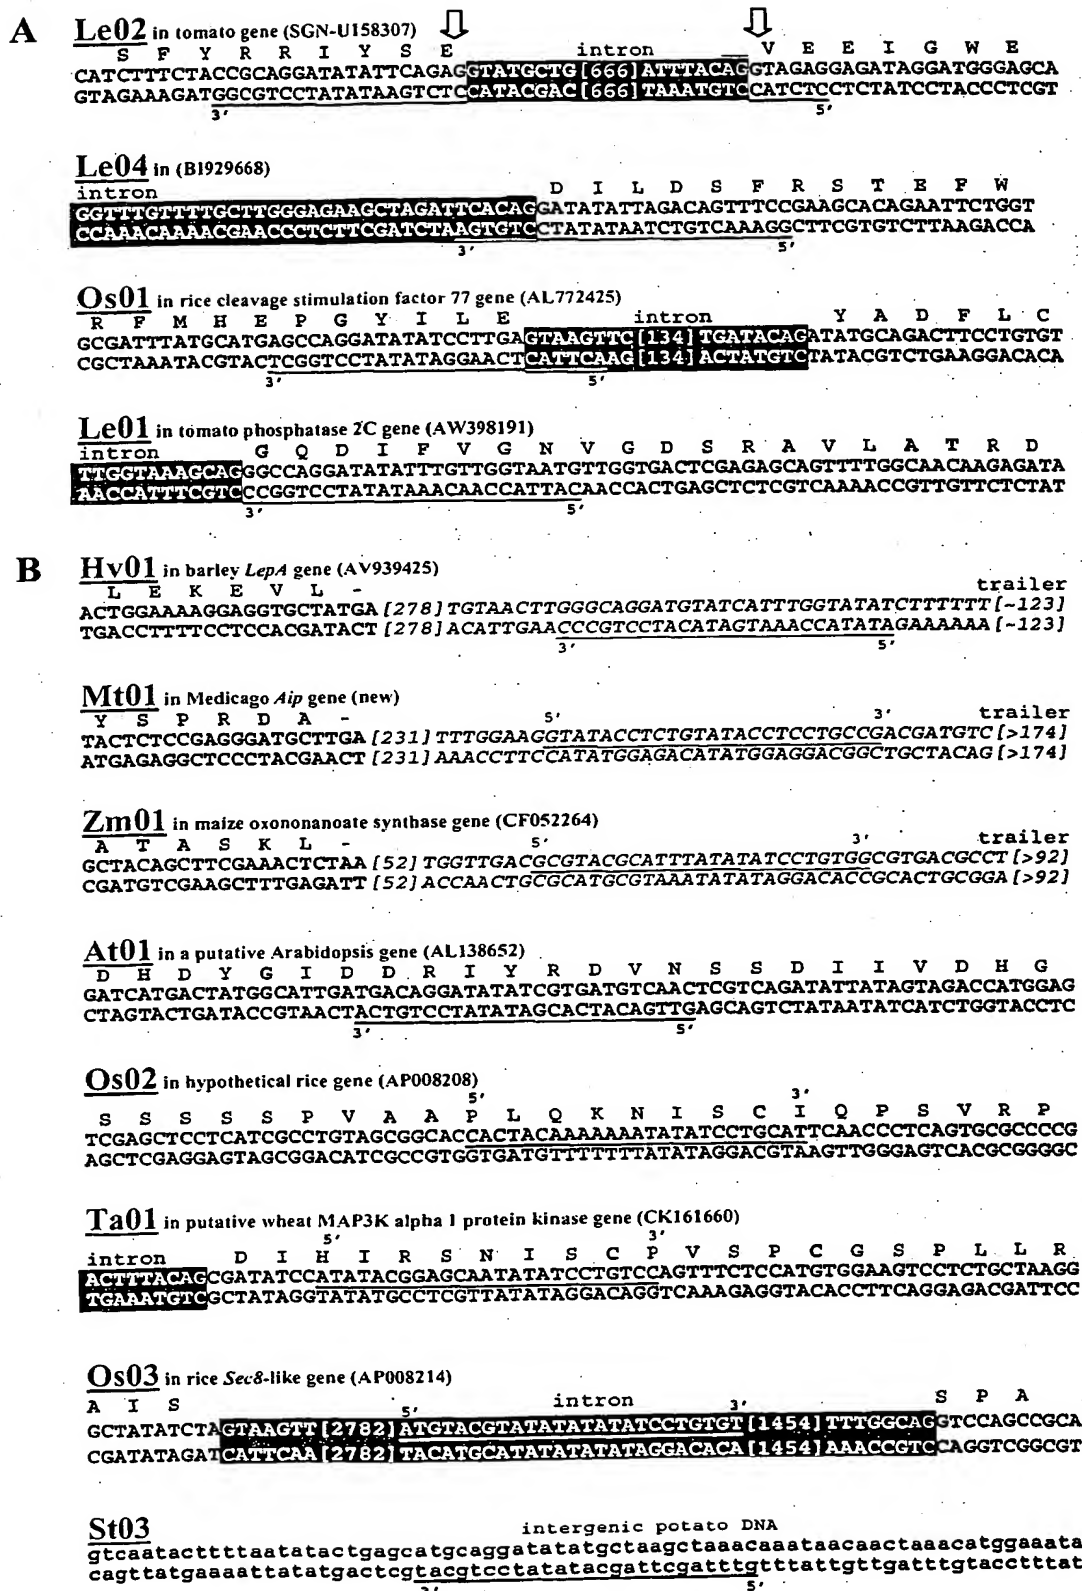 A
Le02 in tomato gene (SGN-U158307)
S F Y R R I Y S E intron V E E I G W E
CATCTTTCTACCGCAGGATATATTCAGAGGTATGCTG[666]ATTTACAGGTAGAGGAGATAGGATGGGAGCA
GTAGAAAGATGGCGTCCTATATAAGTCTCCATACGAC[666]TAAATGTCCATCTCCTCTATCCTACCCTCGT
3' 5'
Le04 in (BI929668)
intron D I L D S F R S T E F W
GGTTTGTTTTGCTTGGGAGAAGCTAGATTCACAGGATATATTAGACAGTTTCCGAAGCACAGAATTCTGGT
CCAAACAAAACGAACCCTCTTCGATCTAAGTGTCCTATATAATCTGTCAAAGGCTTCGTGTCTTAAGACCA
3' 5'
Os01 in rice cleavage stimulation factor 77 gene (AL772425)
R F M H E P G Y I L E intron Y A D F L C
GCGATTTATGCATGAGCCAGGATATATCCTTGAGTAAGTTC[134]TGATACAGATATGCAGACTTCCTGTGT
CGCTAAATACGTACTCGGTCCTATATAGGAACTCATTCAAG[134]ACTATGTCTATACGTCTGAAGGACACA
3' 5'
Le01 in tomato phosphatase 2C gene (AW398191)
intron G Q D I F V G N V G D S R A V L A T R D
TTGGTAAAGCAGGGCCAGGATATATTTGTTGGTAATGTTGGTGACTCGAGAGCAGTTTTGGCAACAAGAGATA
AACCATTTCGTCCCGGTCCTATATAAACAACCATTACAACCACTGAGCTCTCGTCAAAACCGTTGTTCTCTAT
3' 5'
B
Hv01 in barley LepA gene (AV939425)
L E K E V L - trailer
ACTGGAAAAGGAGGTGCTATGA[278]TGTAACTTGGGCAGGATGTATCATTTGGTATATCTTTTTT[~123]
TGACCTTTTCCTCCACGATACT[278]ACATTGAACCCGTCCTACATAGTAAACCATATAGAAAAAA[~123]
3' 5'
Mt01 in Medicago Aip gene (new)
Y S P R D A - 5' 3' trailer
TACTCTCCGAGGGATGCTTGA[231]TTTGGAAGGTATACCTCTGTATACCTCCTGCCGACGATGTC[>174]
ATGAGAGGCTCCCTACGAACT[231]AAACCTTCCATATGGAGACATATGGAGGACGGCTGCTACAG[>174]
Zm01 in maize oxononanoate synthase gene (CF052264)
A T A S K L - 5' 3' trailer
GCTACAGCTTCGAAACTCTAA[52]TGGTTGACGCGTACGCATTTATATATCCTGTGGCGTGACGCCT[>92]
CGATGTCGAAGCTTTGAGATT[52]ACCAACTGCGCATGCGTAAATATATAGGACACCGCACTGCGGA[>92]
At01 in a putative Arabidopsis gene (AL138652)
D H D Y G I D D R I Y R D V N S S D I I V D H G
GATCATGACTATGGCATTGATGACAGGATATATCGTGATGTCAACTCGTCAGATATTATAGTAGACCATGGAG
CTAGTACTGATACCGTAACTACTGTCCTATATAGCACTACAGTTGAGCAGTCTATAATATCATCTGGTACCTC
3' 5'
Os02 in hypothetical rice gene (AP008208)
5' 3'
S S S S S P V A A P L Q K N I S C I Q P S V R P
TCGAGCTCCTCATCGCCTGTAGCGGCACCACTACAAAAAAATATATCCTGCATTCAACCCTCAGTGCGCCCCG
AGCTCGAGGAGTAGCGGACATCGCCGTGGTGATGTTTTTTTATATAGGACGTAAGTTGGGAGTCACGCGGGGC
Ta01 in putative wheat MAP3K alpha 1 protein kinase gene (CK161660)
5' 3'
intron D I H I R S N I S C P V S P C G S P L L R
ACTTTACAGCGATATCCATATACGGAGCAATATATCCTGTCCAGTTTCTCCATGTGGAAGTCCTCTGCTAAGG
TGAAATGTCGCTATAGGTATATGCCTCGTTATATAGGACAGGTCAAAGAGGTACACCTTCAGGAGACGATTCC
Os03 in rice Sec8-like gene (AP008214)
A I S 5' intron 3' S P A
GCTATATCTAGTAAGTT[2782]ATGTACGTATATATATATCCTGTGT[1454]TTTGGCAGGTCCAGCCGCA
CGATATAGATCATTCAA[2782]TACATGCATATATATATAGGACACA[1454]AAACCGTCCAGGTCGGCGT
St03
intergenic potato DNA
gtcaatacttttaatatactgagcatgcaggatatatgctaagctaaacaaataacaactaaacatggaaata
cagttatgaaaattatatgactcgtacgtcctatatacgattcgatttgtttattgttgatttgtacctttat
3' 5'